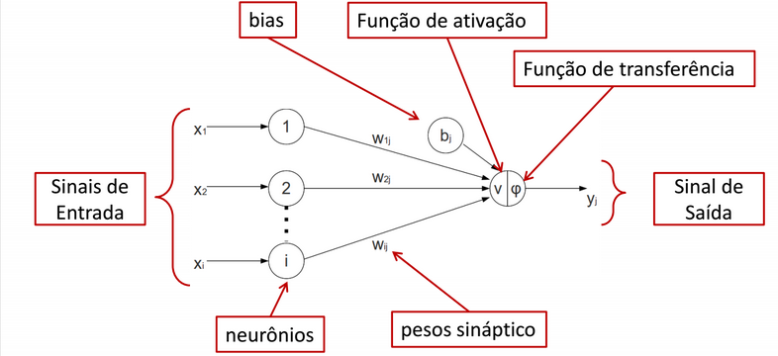 bias
Função de ativação
Função de transferência
x1
1
w1j
bj
Sinais de
Entrada
x2
2
w2j
v φ
yj
Sinal de
Saída
xi
i
wij
neurônios
pesos sináptico